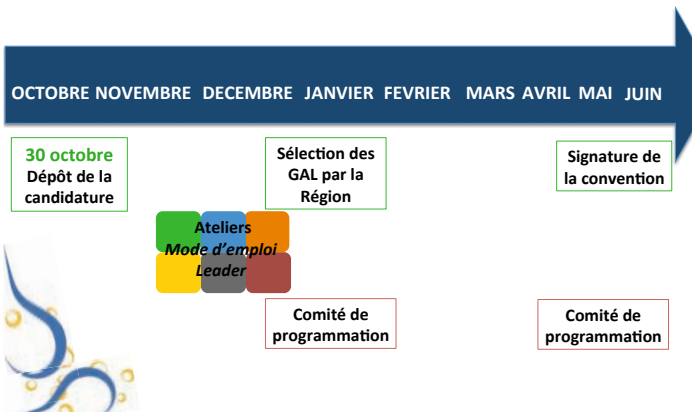 OCTOBRE NOVEMBRE DECEMBRE JANVIER FEVRIER MARS AVRIL MAI JUIN
30 octobre
Dépôt de la
candidature
Sélection des
GAL par la
Région
Signature de
la convention
Ateliers
Mode d'emploi
Leader
Comité de
programmation
Comité de
programmation